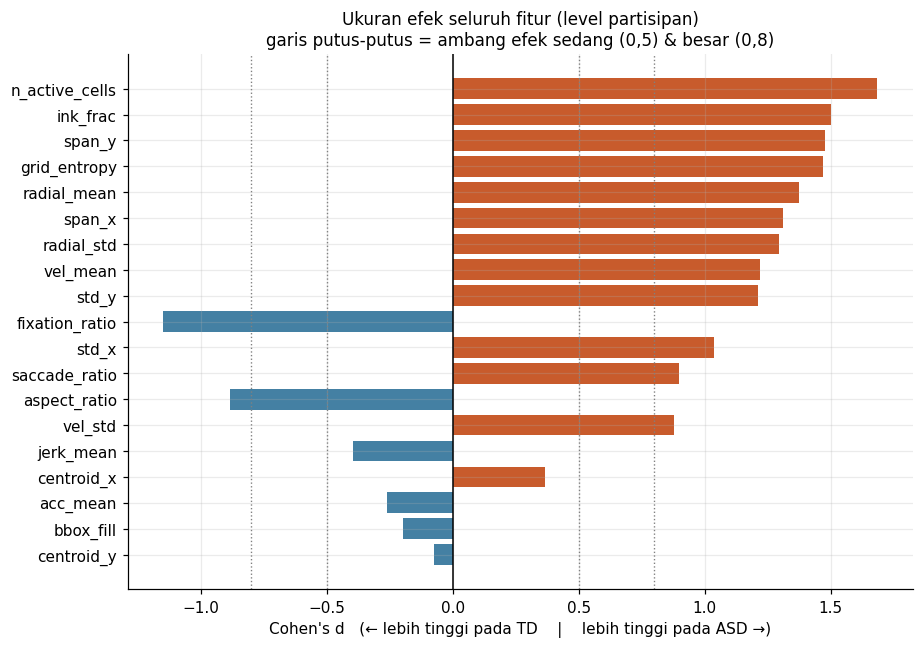 Ukuran efek seluruh fitur (level partisipan)
garis putus-putus = ambang efek sedang (0,5) & besar (0,8)
n_active_cells
ink_frac
span_y
grid_entropy
radial_mean
span_x
radial_std
vel_mean
std_y
fixation_ratio
std_x
saccade_ratio
aspect_ratio
vel_std
jerk_mean
centroid_x
acc_mean
bbox_fill
centroid_y
−1.0 −0.5 0.0 0.5 1.0 1.5
Cohen's d (← lebih tinggi pada TD | lebih tinggi pada ASD →)